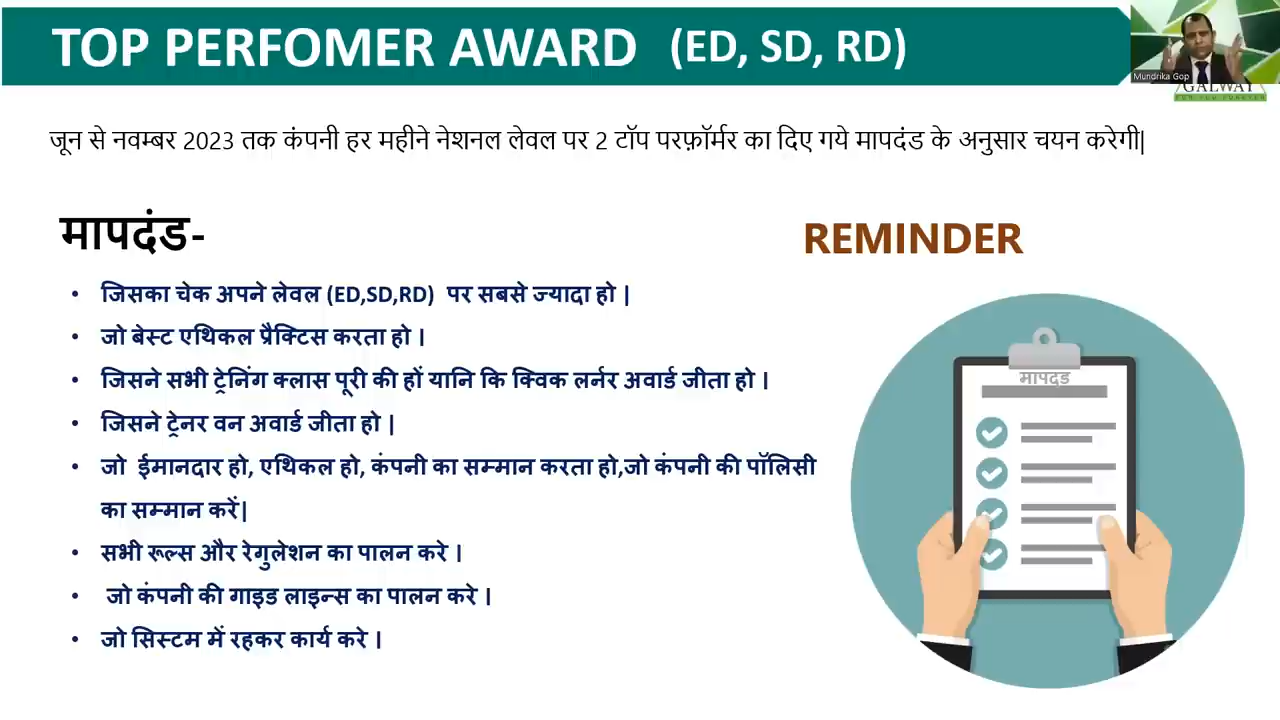 TOP PERFOMER AWARD (ED, SD, RD)
Mundrika Gop
GALWAY
जून से नवम्बर 2023 तक कंपनी हर महीने नेशनल लेवल पर 2 टॉप परफ़ॉर्मर का दिए गये मापदंड के अनुसार चयन करेगी|
मापदंड-
REMINDER
• जिसका चेक अपने लेवल (ED,SD,RD) पर सबसे ज्यादा हो |
• जो बेस्ट एथिकल प्रैक्टिस करता हो ।
• जिसने सभी ट्रेनिंग क्लास पूरी की हों यानि कि क्विक लर्नर अवार्ड जीता हो ।
• जिसने ट्रेनर वन अवार्ड जीता हो |
• जो ईमानदार हो, एथिकल हो, कंपनी का सम्मान करता हो,जो कंपनी की पॉलिसी
का सम्मान करें|
• सभी रूल्स और रेगुलेशन का पालन करे ।
• जो कंपनी की गाइड लाइन्स का पालन करे ।
• जो सिस्टम में रहकर कार्य करे ।
मापदंड